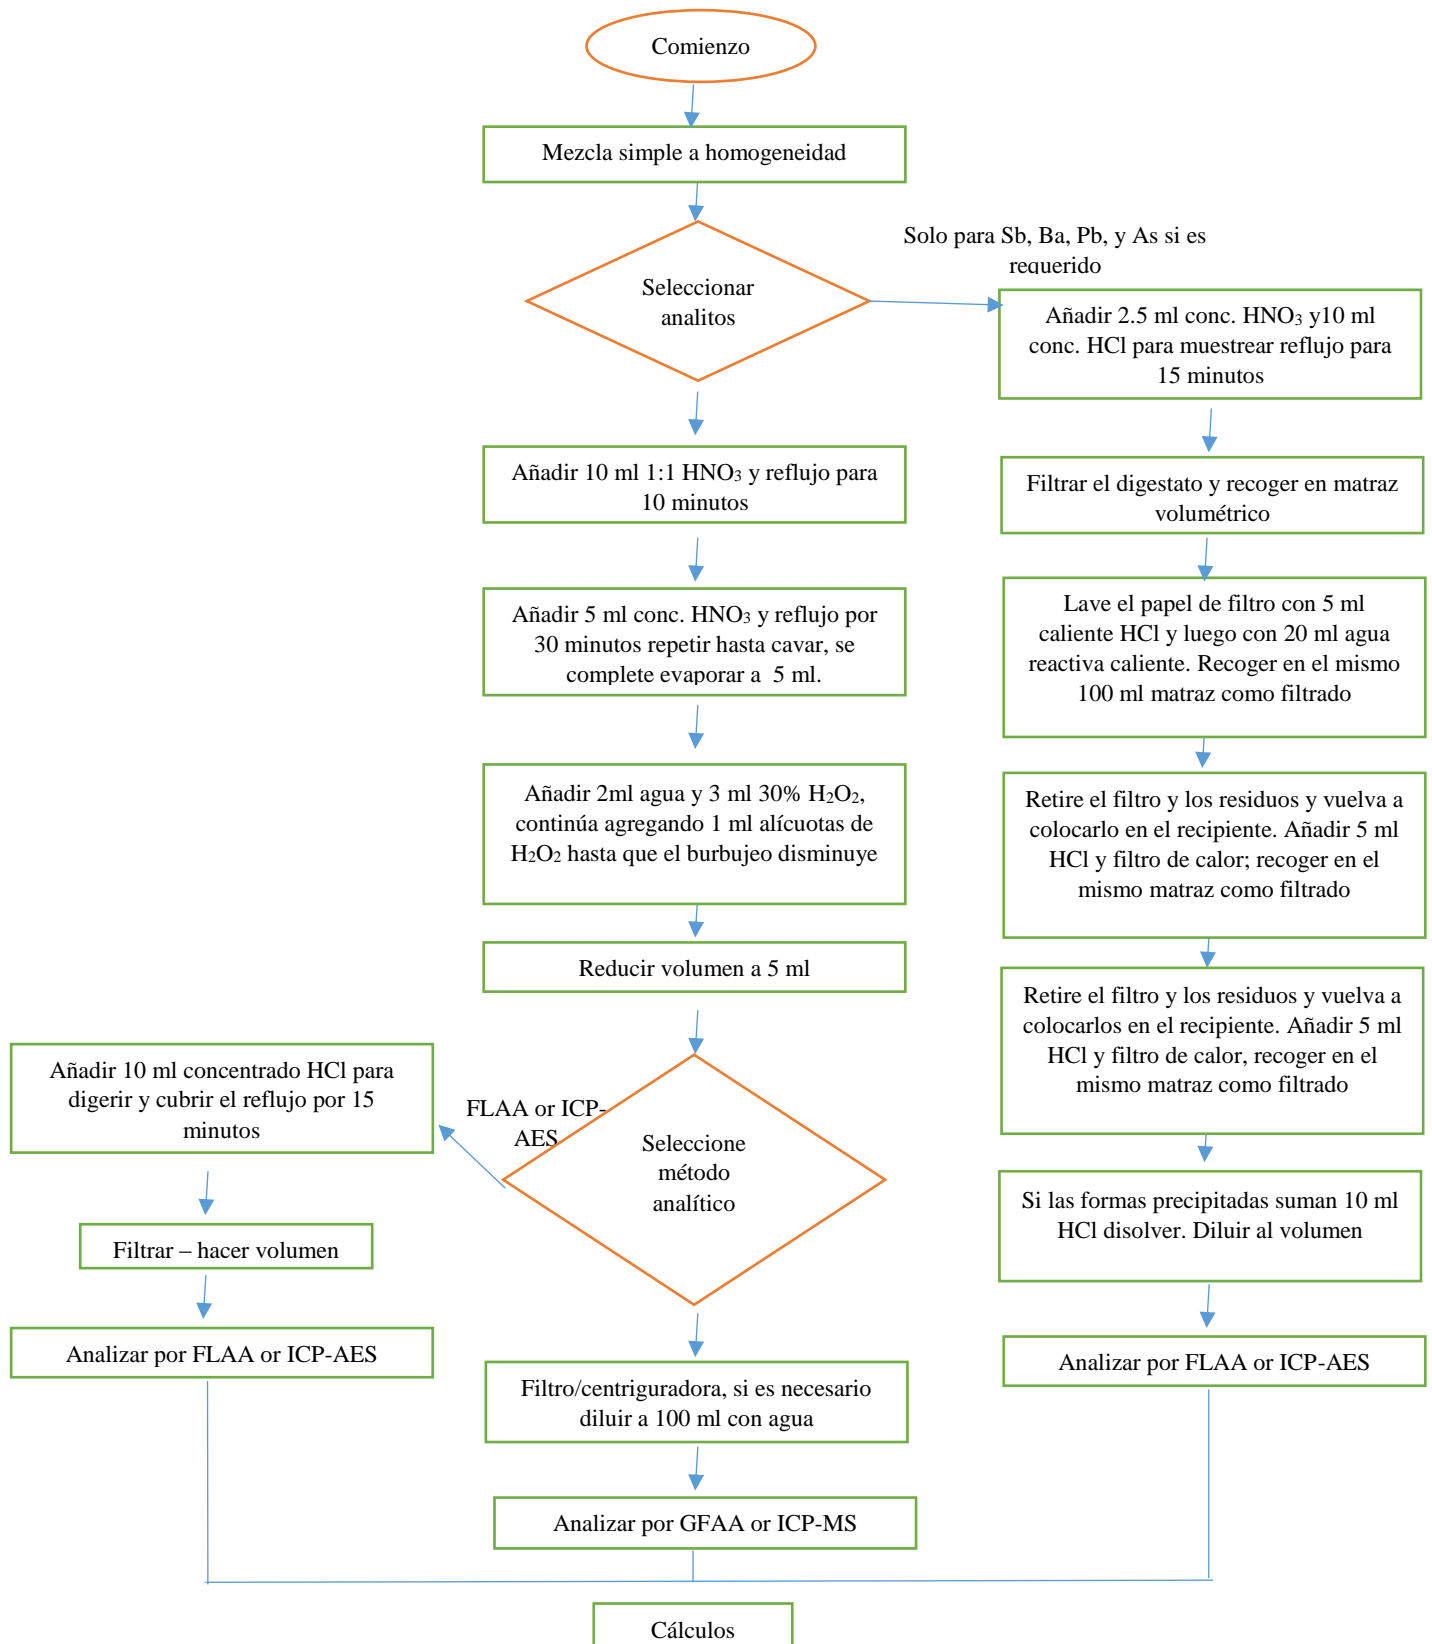 Comienzo
Mezcla simple a homogeneidad
Seleccionar
analitos
Solo para Sb, Ba, Pb, y As si es
requerido
Añadir 2.5 ml conc. HNO₃ y10 ml
conc. HCl para muestrear reflujo para
15 minutos
Filtrar el digestato y recoger en matraz
volumétrico
Lave el papel de filtro con 5 ml
caliente HCl y luego con 20 ml agua
reactiva caliente. Recoger en el mismo
100 ml matraz como filtrado
Retire el filtro y los residuos y vuelva a
colocarlo en el recipiente. Añadir 5 ml
HCl y filtro de calor; recoger en el
mismo matraz como filtrado
Retire el filtro y los residuos y vuelva a
colocarlos en el recipiente. Añadir 5 ml
HCl y filtro de calor, recoger en el
mismo matraz como filtrado
Si las formas precipitadas suman 10 ml
HCl disolver. Diluir al volumen
Analizar por FLAA or ICP-AES
Añadir 10 ml 1:1 HNO₃ y reflujo para
10 minutos
Añadir 5 ml conc. HNO₃ y reflujo por
30 minutos repetir hasta cavar, se
complete evaporar a 5 ml.
Añadir 2ml agua y 3 ml 30% H₂O₂,
continúa agregando 1 ml alícuotas de
H₂O₂ hasta que el burbujeo disminuye
Reducir volumen a 5 ml
Seleccione
método
analítico
FLAA or ICP-
AES
Añadir 10 ml concentrado HCl para
digerir y cubrir el reflujo por 15
minutos
Filtrar – hacer volumen
Analizar por FLAA or ICP-AES
Filtro/centriguradora, si es necesario
diluir a 100 ml con agua
Analizar por GFAA or ICP-MS
Cálculos